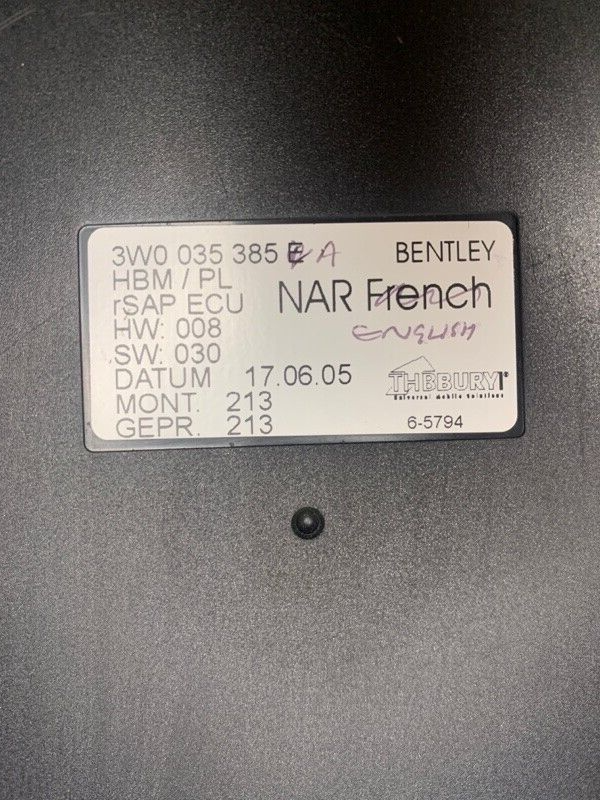 3W0 035 385 E A BENTLEY
HBM / PL
rSAP ECU NAR French
HW: 008 ENGLISH
SW: 030
DATUM 17.06.05 THBBURY
MONT. 213 Universal Mobile Solutions
GEPR. 213 6-5794